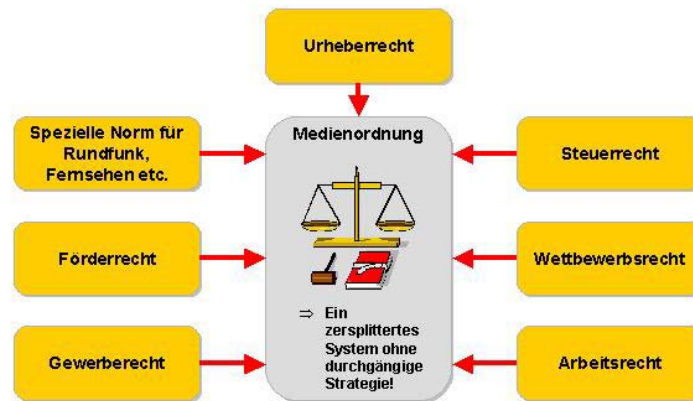 Urheberrecht
Spezielle Norm für
Rundfunk,
Fernsehen etc.
Förderrecht
Gewerberecht
Medienordnung
⇒ Ein
zersplittertes
System ohne
durchgängige
Strategie!
Steuerrecht
Wettbewerbsrecht
Arbeitsrecht